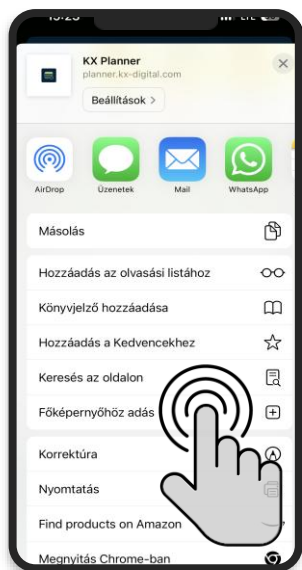 KX Planner
planner.kx-digital.com
Beállítások >
AirDrop
Üzenetek
Mail
WhatsApp
Másolás
Hozzáadás az olvasási listához
Könyvjelző hozzáadása
Hozzáadás a Kedvencekhez
Keresés az oldalon
Főképernyőhöz adás
Korrektúra
Nyomtatás
Find products on Amazon
Megnyitás Chrome-ban